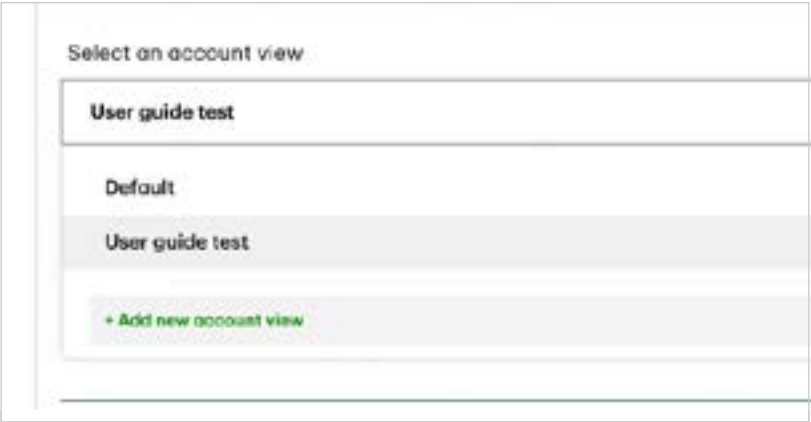 Select an account view
User guide test
Default
User guide test
+ Add new account view